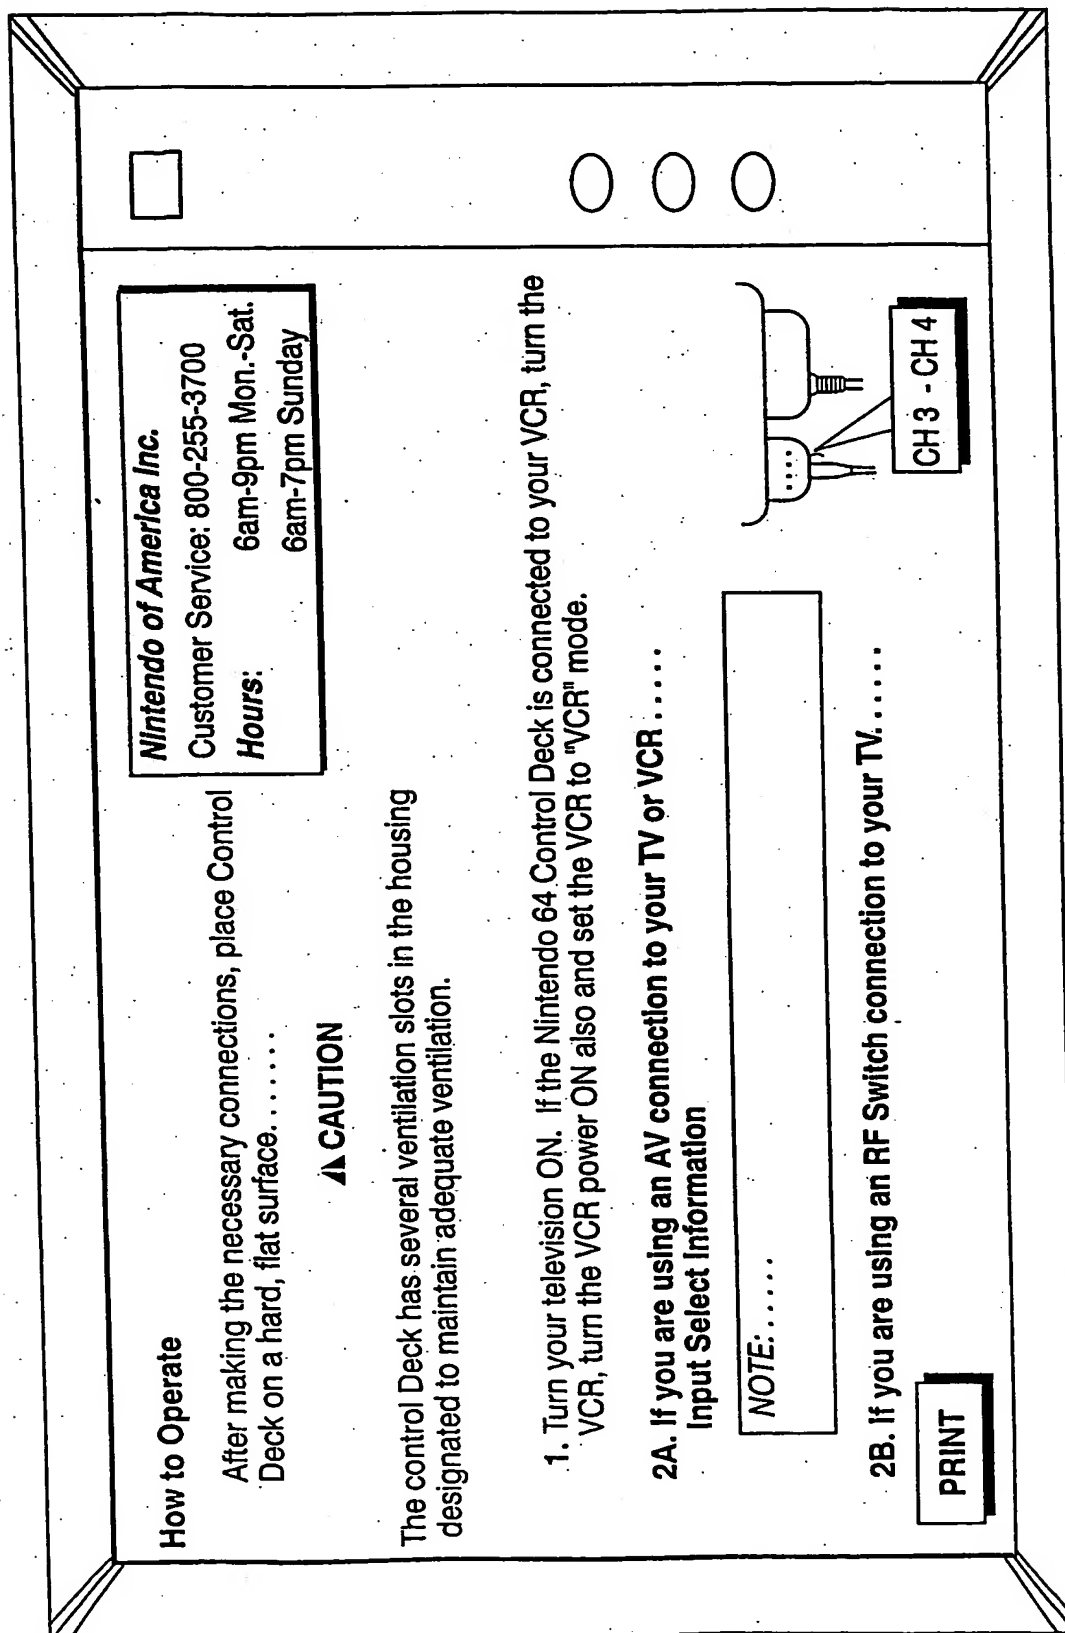 How to Operate
After making the necessary connections, place Control
Deck on a hard, flat surface.......
Nintendo of America Inc.
Customer Service: 800-255-3700
Hours: 6am-9pm Mon.-Sat.
6am-7pm Sunday
CAUTION
The control Deck has several ventilation slots in the housing
designated to maintain adequate ventilation.
1. Turn your television ON. If the Nintendo 64 Control Deck is connected to your VCR, turn the
VCR, turn the VCR power ON also and set the VCR to "VCR" mode.
2A. If you are using an AV connection to your TV or VCR.....
Input Select Information
NOTE:......
2B. If you are using an RF Switch connection to your TV......
CH 3 - CH 4
PRINT